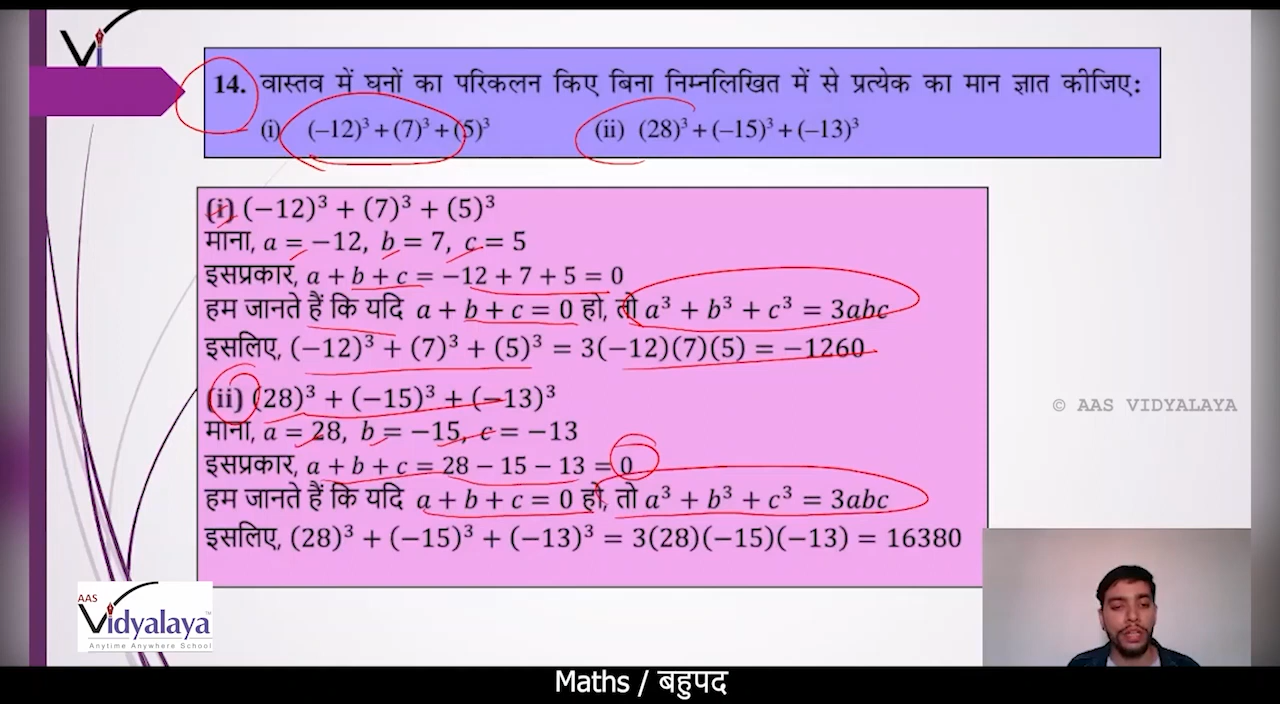 14. वास्तव में घनों का परिकलन किए बिना निम्नलिखित में से प्रत्येक का मान ज्ञात कीजिए:
(i) (–12)³ + (7)³ + (5)³ (ii) (28)³ + (–15)³ + (–13)³
(i) (−12)³ + (7)³ + (5)³
माना, a = −12, b = 7, c = 5
इसप्रकार, a + b + c = −12 + 7 + 5 = 0
हम जानते हैं कि यदि a + b + c = 0 हो, तो a³ + b³ + c³ = 3abc
इसलिए, (−12)³ + (7)³ + (5)³ = 3(−12)(7)(5) = −1260
(ii) (28)³ + (−15)³ + (−13)³
माना, a = 28, b = −15, c = −13
इसप्रकार, a + b + c = 28 − 15 − 13 = 0
हम जानते हैं कि यदि a + b + c = 0 हो, तो a³ + b³ + c³ = 3abc
इसलिए, (28)³ + (−15)³ + (−13)³ = 3(28)(−15)(−13) = 16380
© AAS VIDYALAYA
AAS
Vidyalaya™
Anytime Anywhere School
Maths / बहुपद